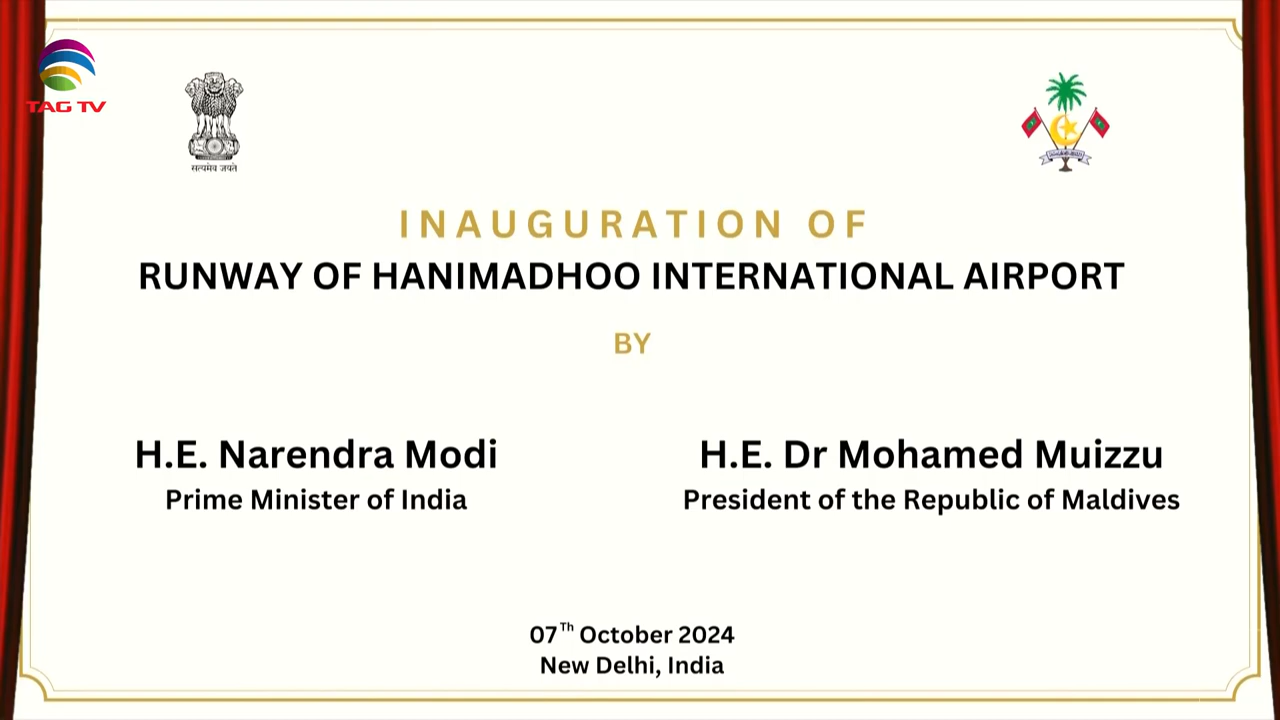 TAG TV
सत्यमेव जयते
INAUGURATION OF
RUNWAY OF HANIMADHOO INTERNATIONAL AIRPORT
BY
H.E. Narendra Modi
Prime Minister of India
H.E. Dr Mohamed Muizzu
President of the Republic of Maldives
07Th October 2024
New Delhi, India